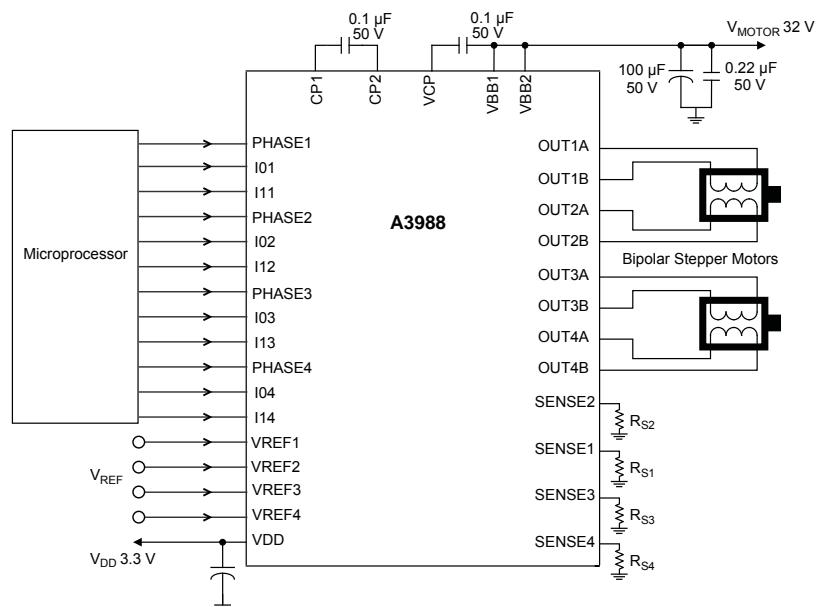 0.1 µF
50 V
0.1 µF
50 V
V_MOTOR 32 V
100 µF
50 V
0.22 µF
50 V
CP1
CP2
VCP
VBB1
VBB2
Microprocessor
PHASE1
I01
I11
PHASE2
I02
I12
PHASE3
I03
I13
PHASE4
I04
I14
VREF1
VREF2
VREF3
VREF4
VDD
V_REF
V_DD 3.3 V
A3988
OUT1A
OUT1B
OUT2A
OUT2B
Bipolar Stepper Motors
OUT3A
OUT3B
OUT4A
OUT4B
SENSE2
R_S2
SENSE1
R_S1
SENSE3
R_S3
SENSE4
R_S4